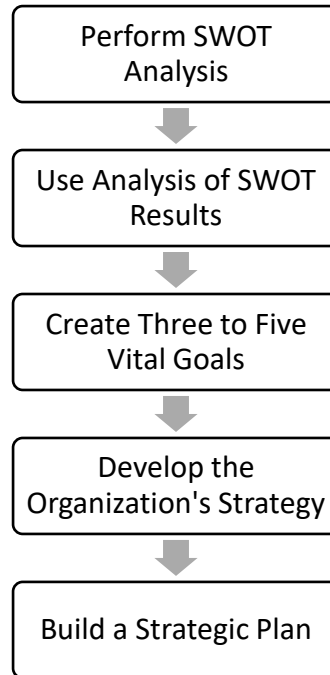 Perform SWOT
Analysis
Use Analysis of SWOT
Results
Create Three to Five
Vital Goals
Develop the
Organization's Strategy
Build a Strategic Plan